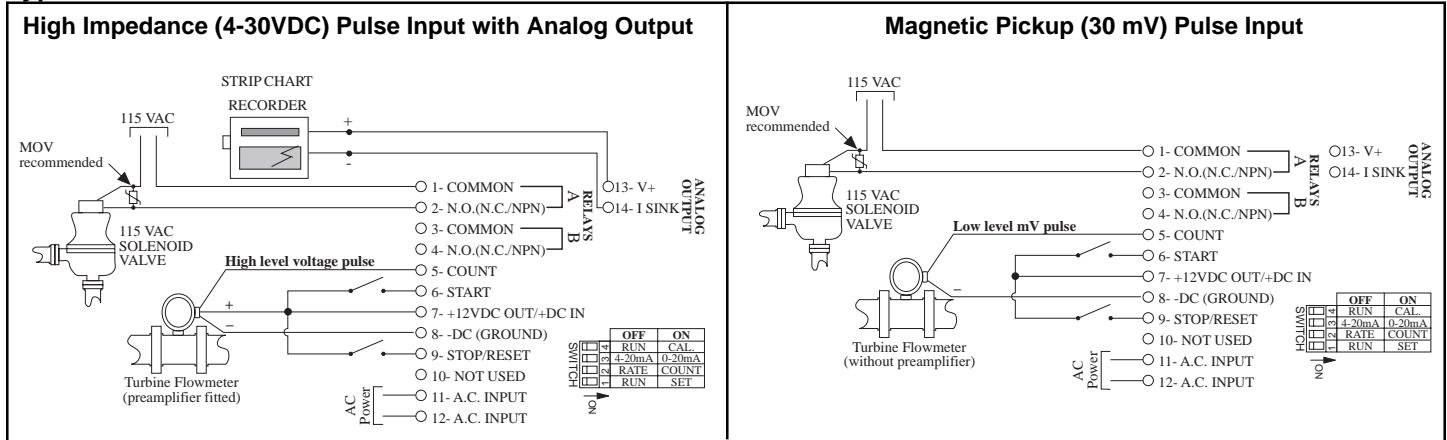 High Impedance (4-30VDC) Pulse Input with Analog Output
STRIP CHART
RECORDER
115 VAC
MOV
recommended
+
-
1- COMMON
2- N.O.(N.C./NPN)
3- COMMON
4- N.O.(N.C./NPN)
A
B
RELAYS
13- V+
14- I SINK
ANALOG
OUTPUT
115 VAC
SOLENOID
VALVE
High level voltage pulse
5- COUNT
6- START
+
7- +12VDC OUT/+DC IN
–
8- -DC (GROUND)
9- STOP/RESET
10- NOT USED
11- A.C. INPUT
12- A.C. INPUT
AC
Power
Turbine Flowmeter
(preamplifier fitted)
SWITCH
OFF ON
4 RUN CAL.
3 4-20mA 0-20mA
2 RATE COUNT
1 RUN SET
ON
Magnetic Pickup (30 mV) Pulse Input
115 VAC
MOV
recommended
1- COMMON
2- N.O.(N.C./NPN)
3- COMMON
4- N.O.(N.C./NPN)
A
B
RELAYS
13- V+
14- I SINK
ANALOG
OUTPUT
115 VAC
SOLENOID
VALVE
Low level mV pulse
5- COUNT
6- START
7- +12VDC OUT/+DC IN
–
8- -DC (GROUND)
9- STOP/RESET
10- NOT USED
11- A.C. INPUT
12- A.C. INPUT
AC
Power
Turbine Flowmeter
(without preamplifier)
SWITCH
OFF ON
4 RUN CAL.
3 4-20mA 0-20mA
2 RATE COUNT
1 RUN SET
ON